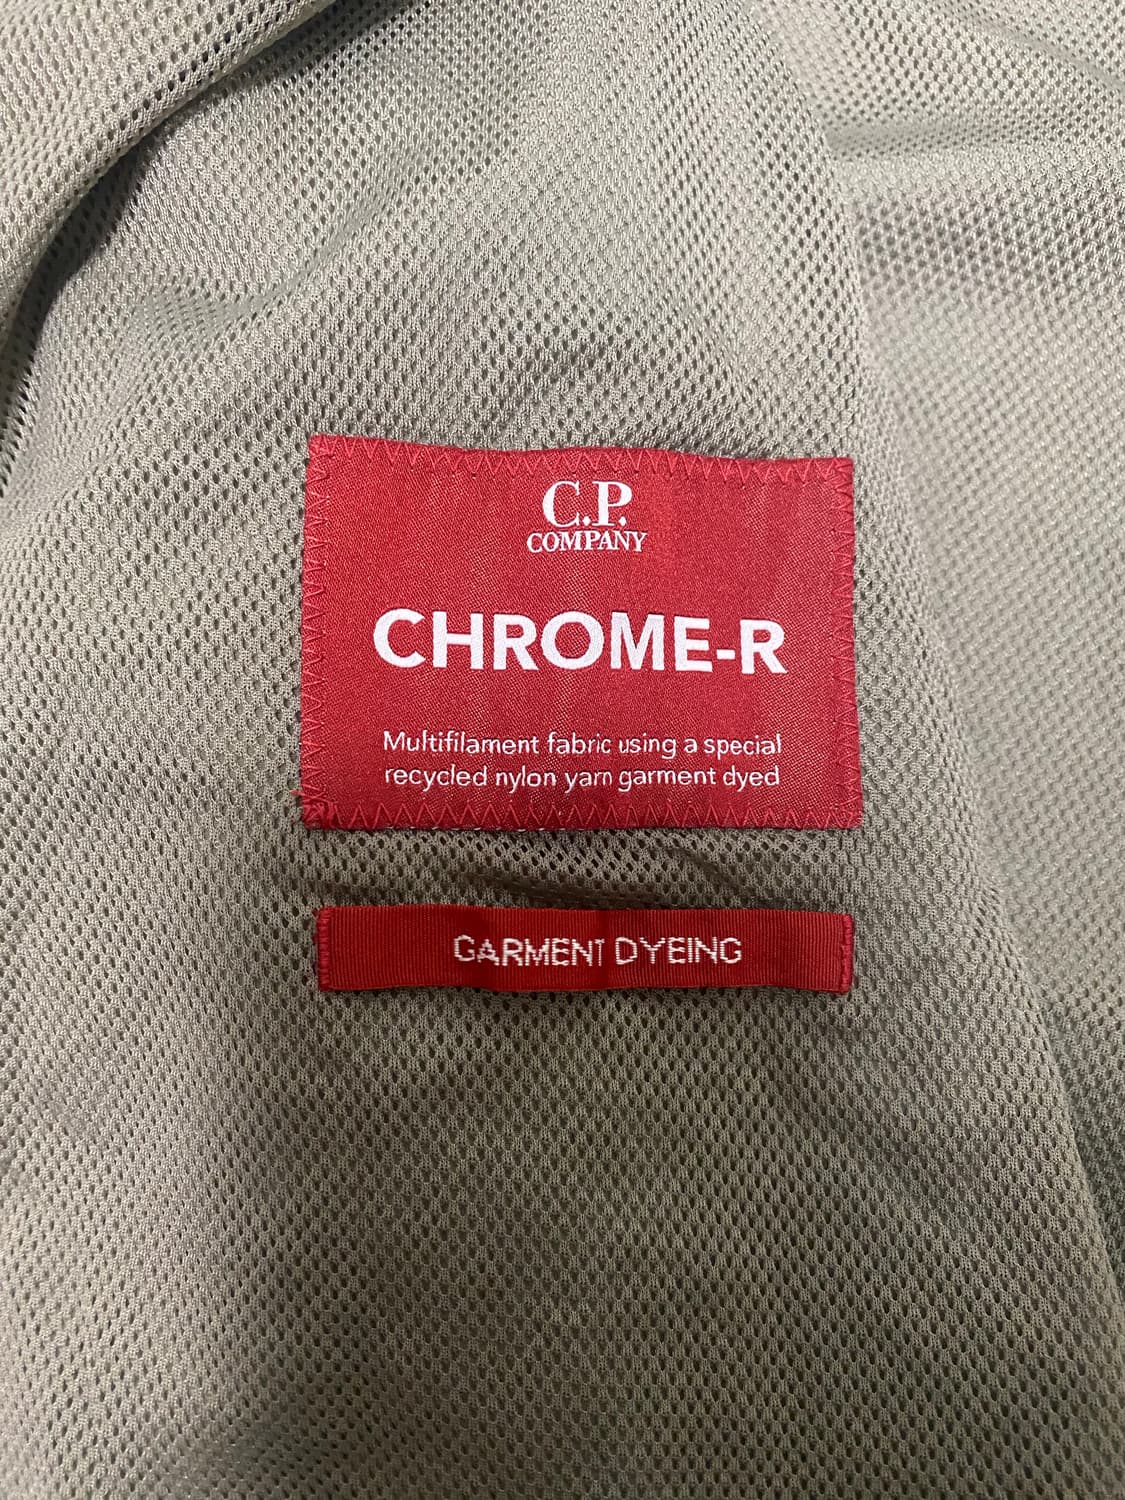 C.P.
COMPANY
CHROME-R
Multifilament fabric using a special
recycled nylon yarn garment dyed
GARMENT DYEING